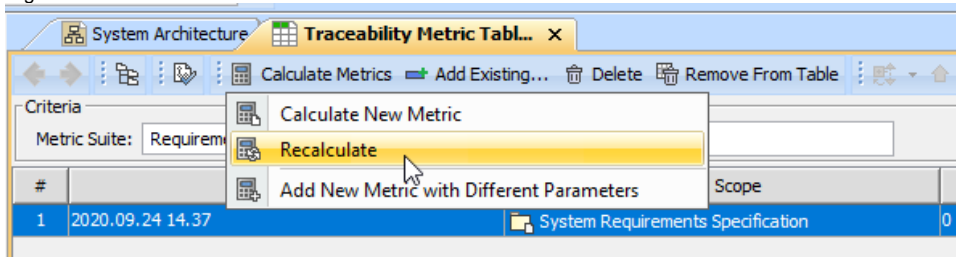 System Architecture Traceability Metric Tabl... x
Calculate Metrics Add Existing... Delete Remove From Table
Criteria
Calculate New Metric
Metric Suite: Requirem
Recalculate
# Scope
Add New Metric with Different Parameters
1 2020.09.24 14.37 System Requirements Specification 0